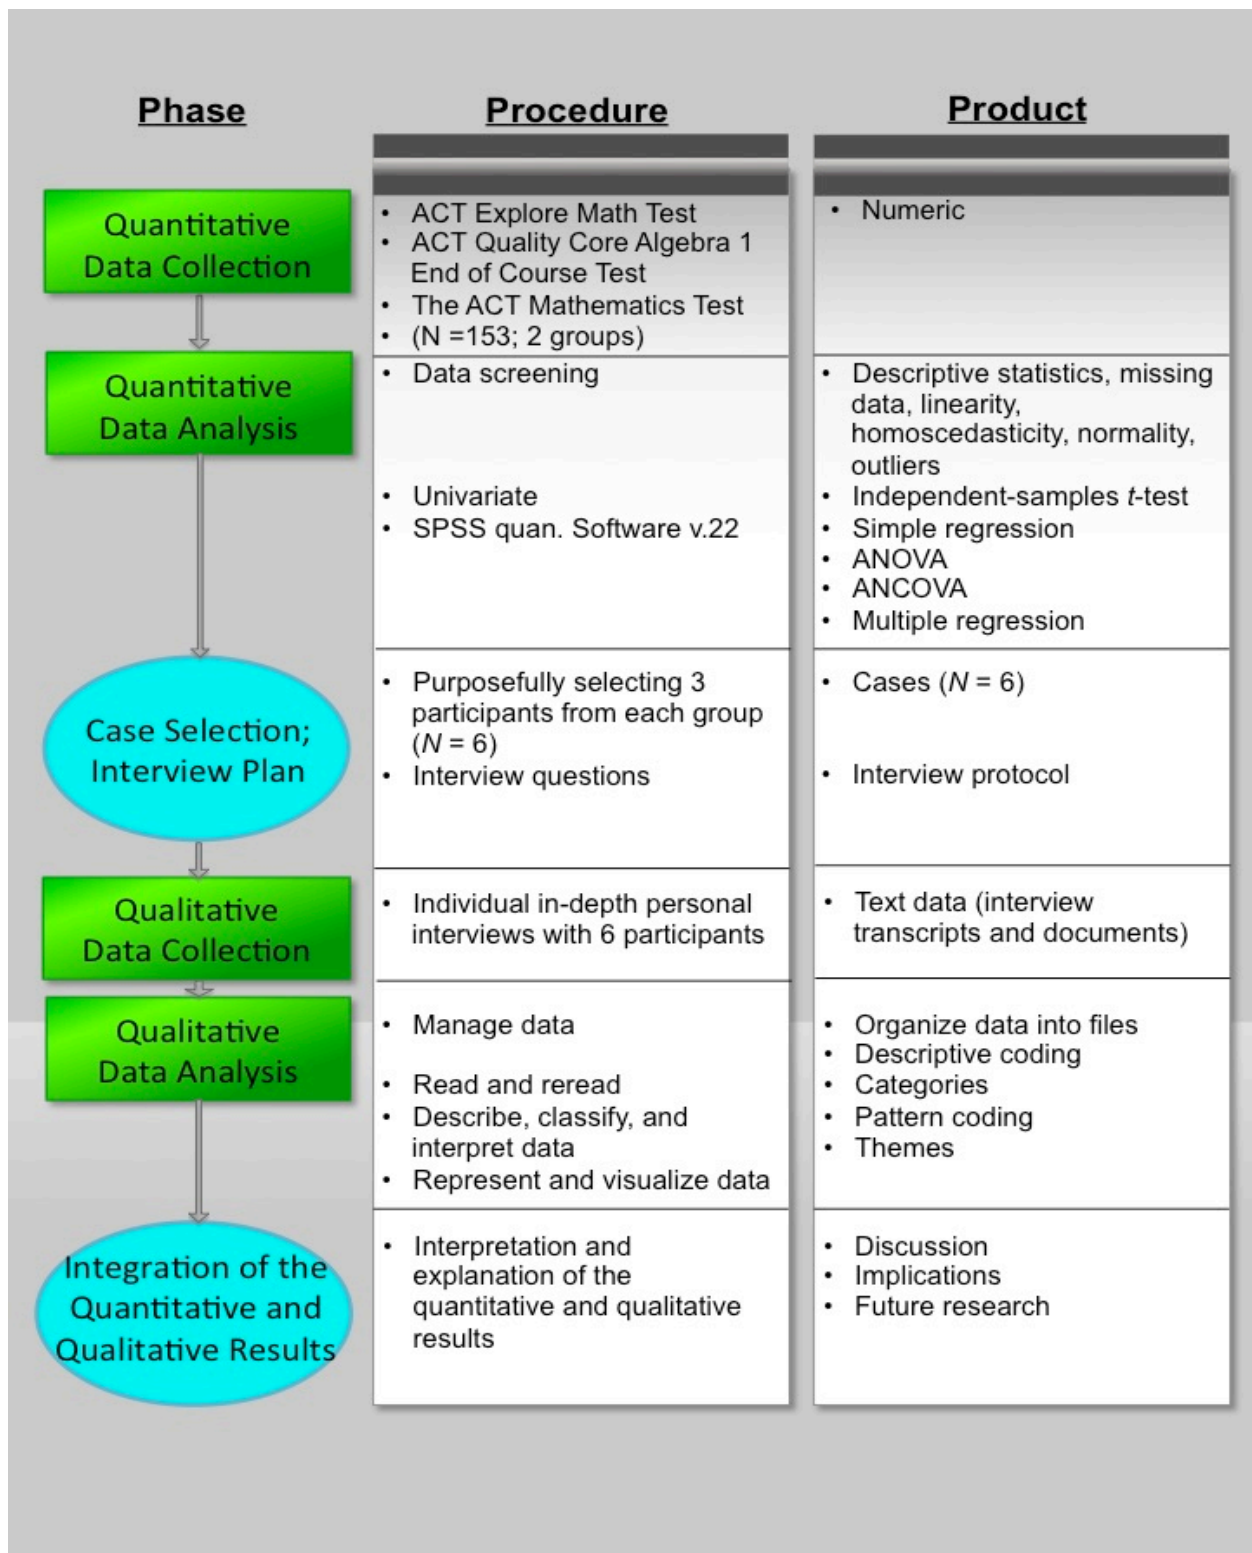 Phase
Procedure
Product
Quantitative
Data Collection
• ACT Explore Math Test
• ACT Quality Core Algebra 1
End of Course Test
• The ACT Mathematics Test
• (N =153; 2 groups)
• Numeric
Quantitative
Data Analysis
• Data screening
• Univariate
• SPSS quan. Software v.22
• Descriptive statistics, missing
data, linearity,
homoscedasticity, normality,
outliers
• Independent-samples t-test
• Simple regression
• ANOVA
• ANCOVA
• Multiple regression
Case Selection;
Interview Plan
• Purposefully selecting 3
participants from each group
(N = 6)
• Interview questions
• Cases (N = 6)
• Interview protocol
Qualitative
Data Collection
• Individual in-depth personal
interviews with 6 participants
• Text data (interview
transcripts and documents)
Qualitative
Data Analysis
• Manage data
• Read and reread
• Describe, classify, and
interpret data
• Represent and visualize data
• Organize data into files
• Descriptive coding
• Categories
• Pattern coding
• Themes
Integration of the
Quantitative and
Qualitative Results
• Interpretation and
explanation of the
quantitative and qualitative
results
• Discussion
• Implications
• Future research